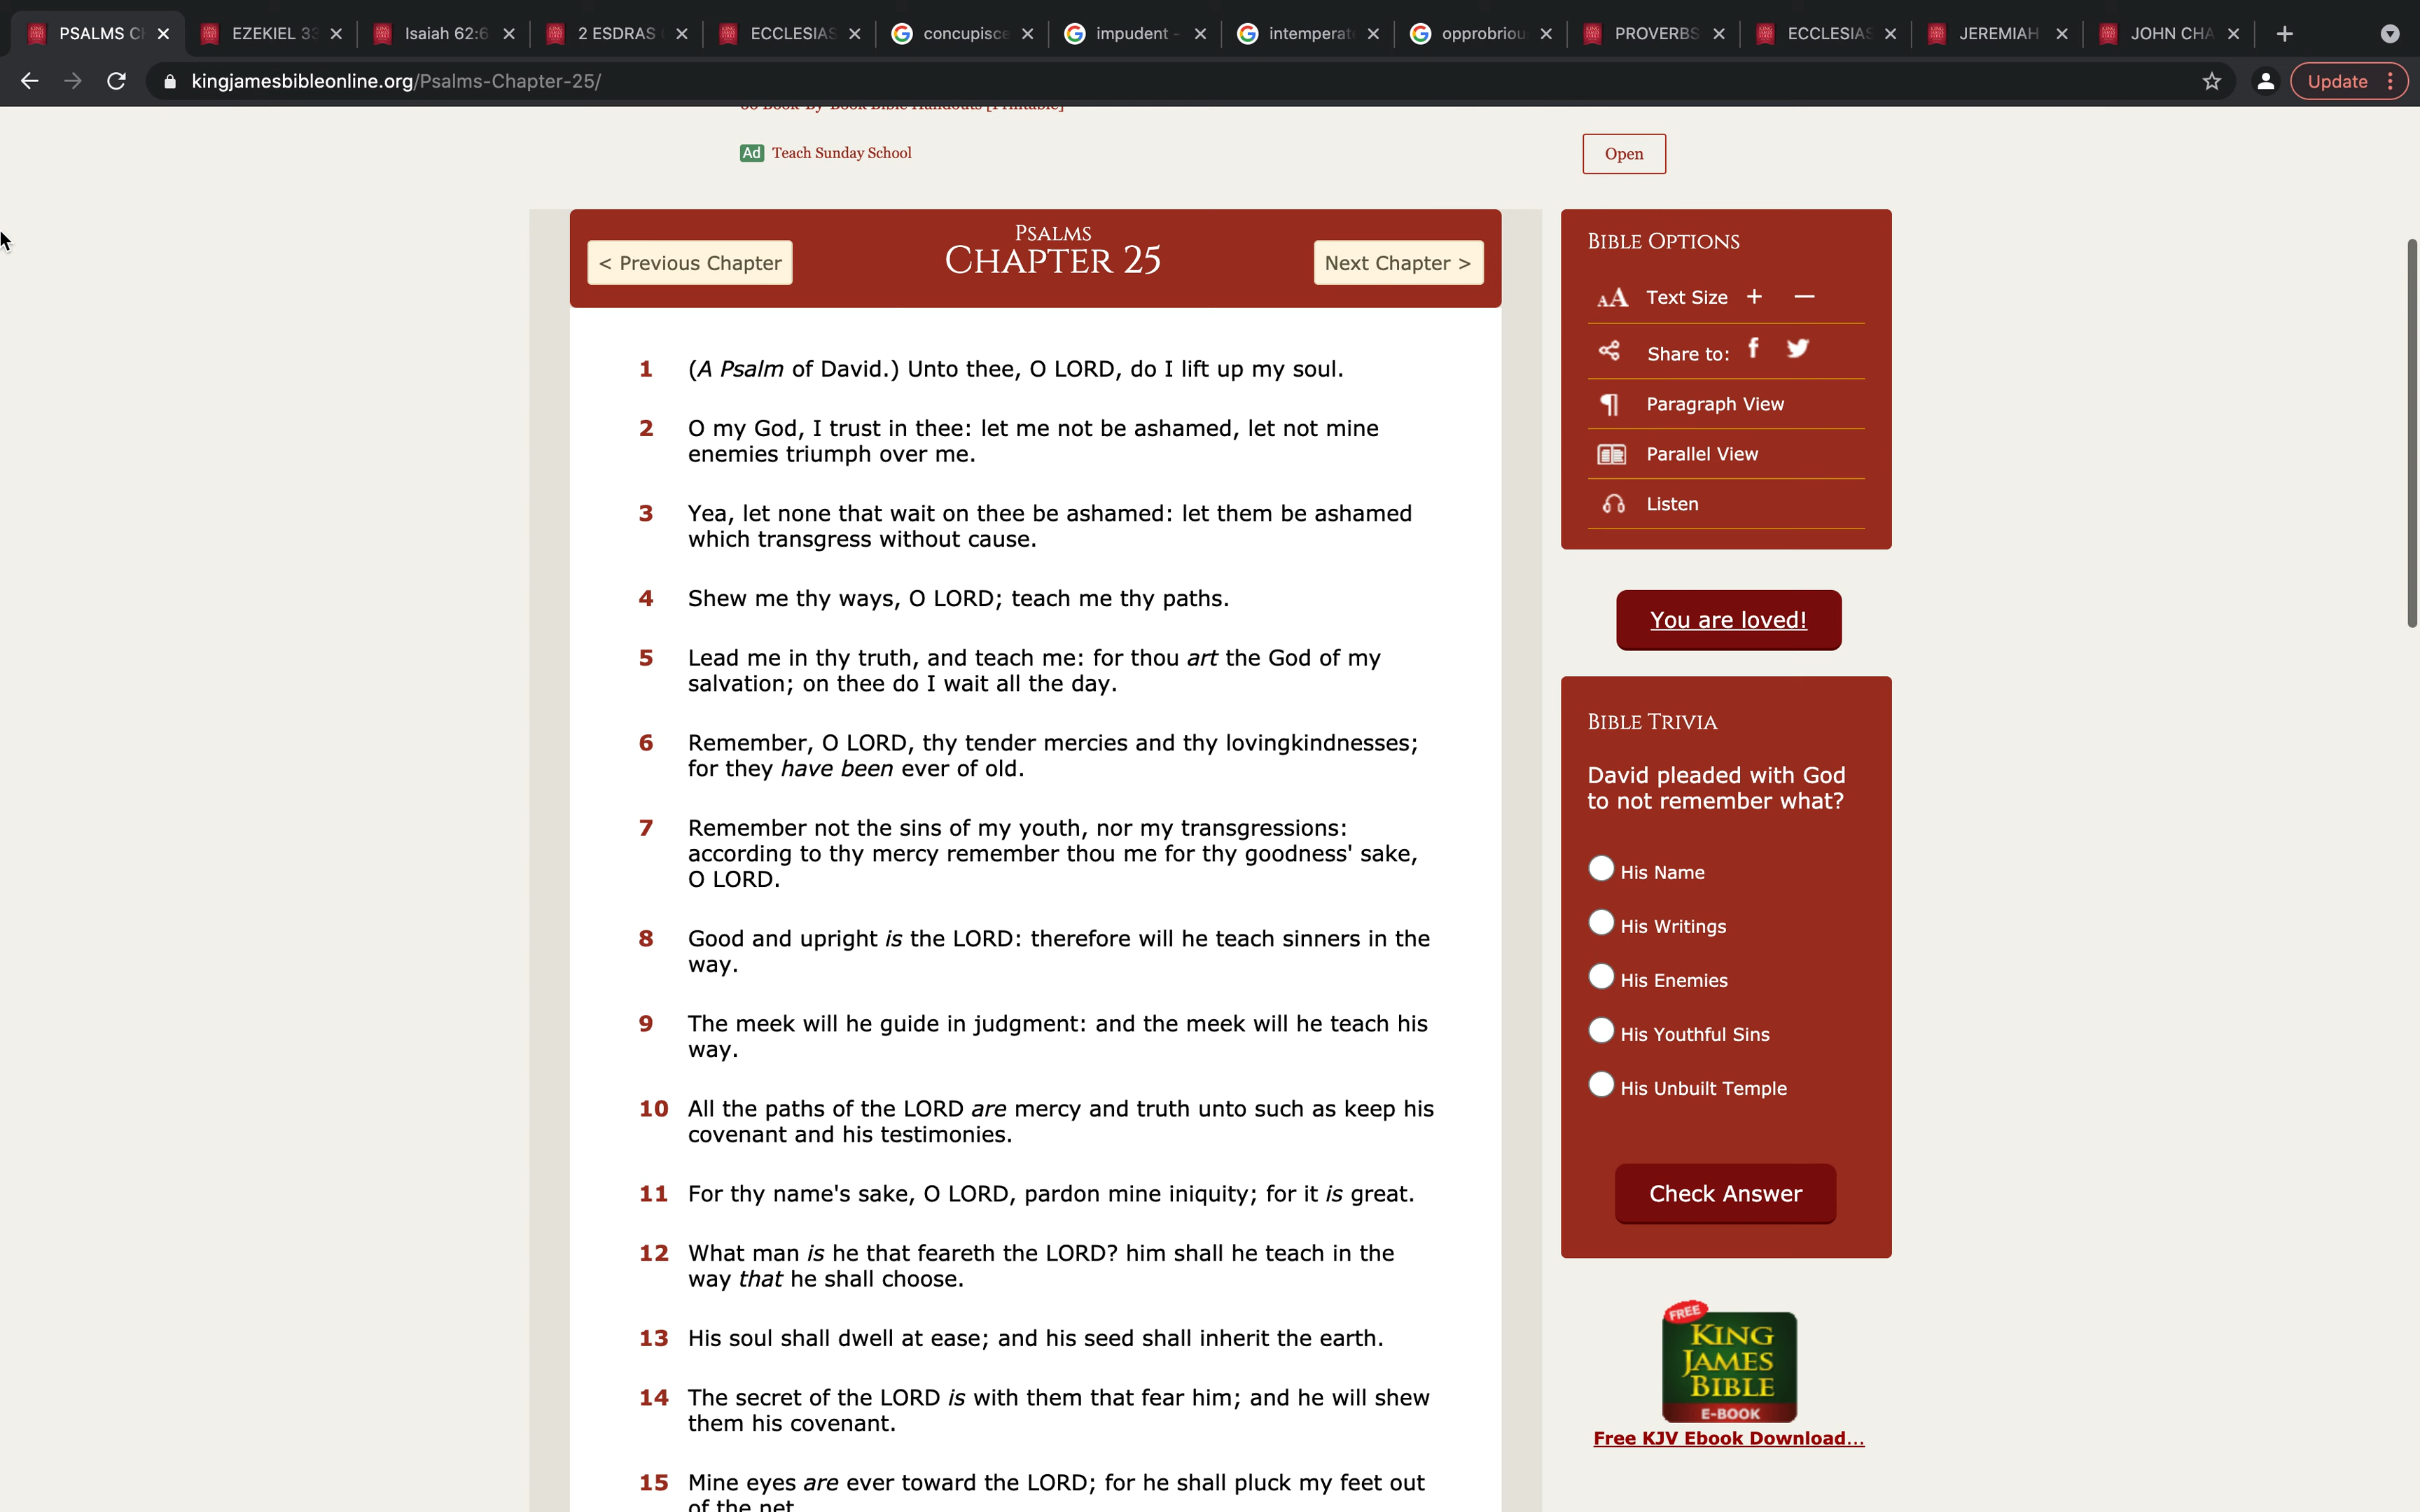 PSALMS C
EZEKIEL 33
Isaiah 62:6
2 ESDRAS
ECCLESIAS
concupisce
impudent -
intemperat
opprobriou
PROVERBS
ECCLESIAS
JEREMIAH
JOHN CHA
kingjamesbibleonline.org/Psalms-Chapter-25/
Update
Ad Teach Sunday School
Open
< Previous Chapter
PSALMS
CHAPTER 25
Next Chapter >
1 (A Psalm of David.) Unto thee, O LORD, do I lift up my soul.
2 O my God, I trust in thee: let me not be ashamed, let not mine
enemies triumph over me.
3 Yea, let none that wait on thee be ashamed: let them be ashamed
which transgress without cause.
4 Shew me thy ways, O LORD; teach me thy paths.
5 Lead me in thy truth, and teach me: for thou art the God of my
salvation; on thee do I wait all the day.
6 Remember, O LORD, thy tender mercies and thy lovingkindnesses;
for they have been ever of old.
7 Remember not the sins of my youth, nor my transgressions:
according to thy mercy remember thou me for thy goodness' sake,
O LORD.
8 Good and upright is the LORD: therefore will he teach sinners in the
way.
9 The meek will he guide in judgment: and the meek will he teach his
way.
10 All the paths of the LORD are mercy and truth unto such as keep his
covenant and his testimonies.
11 For thy name's sake, O LORD, pardon mine iniquity; for it is great.
12 What man is he that feareth the LORD? him shall he teach in the
way that he shall choose.
13 His soul shall dwell at ease; and his seed shall inherit the earth.
14 The secret of the LORD is with them that fear him; and he will shew
them his covenant.
15 Mine eyes are ever toward the LORD; for he shall pluck my feet out
of the net.
BIBLE OPTIONS
AA Text Size + —
Share to:
Paragraph View
Parallel View
Listen
You are loved!
BIBLE TRIVIA
David pleaded with God
to not remember what?
His Name
His Writings
His Enemies
His Youthful Sins
His Unbuilt Temple
Check Answer
FREE
KING
JAMES
BIBLE
E-BOOK
Free KJV Ebook Download...